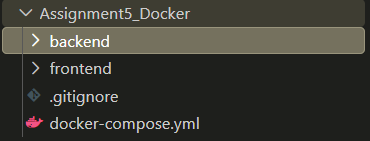 Assignment5_Docker
backend
frontend
.gitignore
docker-compose.yml